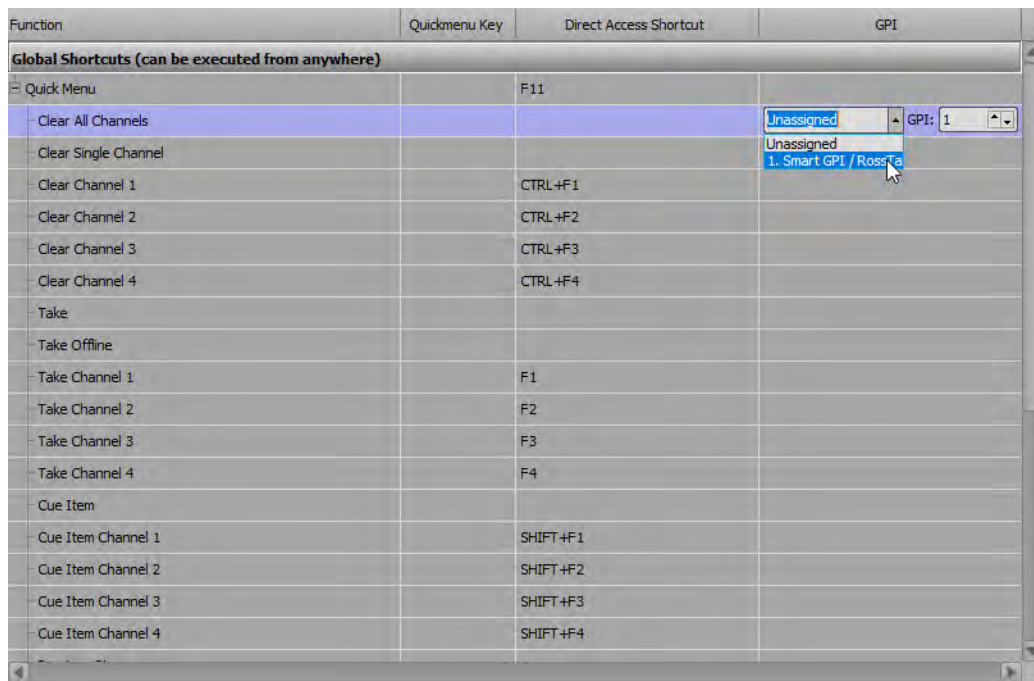 Function Quickmenu Key Direct Access Shortcut GPI
Global Shortcuts (can be executed from anywhere)
Quick Menu F11
Clear All Channels Unassigned GPI: 1
Unassigned
Clear Single Channel 1. Smart GPI / RossTa
Clear Channel 1 CTRL+F1
Clear Channel 2 CTRL+F2
Clear Channel 3 CTRL+F3
Clear Channel 4 CTRL+F4
Take
Take Offline
Take Channel 1 F1
Take Channel 2 F2
Take Channel 3 F3
Take Channel 4 F4
Cue Item
Cue Item Channel 1 SHIFT+F1
Cue Item Channel 2 SHIFT+F2
Cue Item Channel 3 SHIFT+F3
Cue Item Channel 4 SHIFT+F4